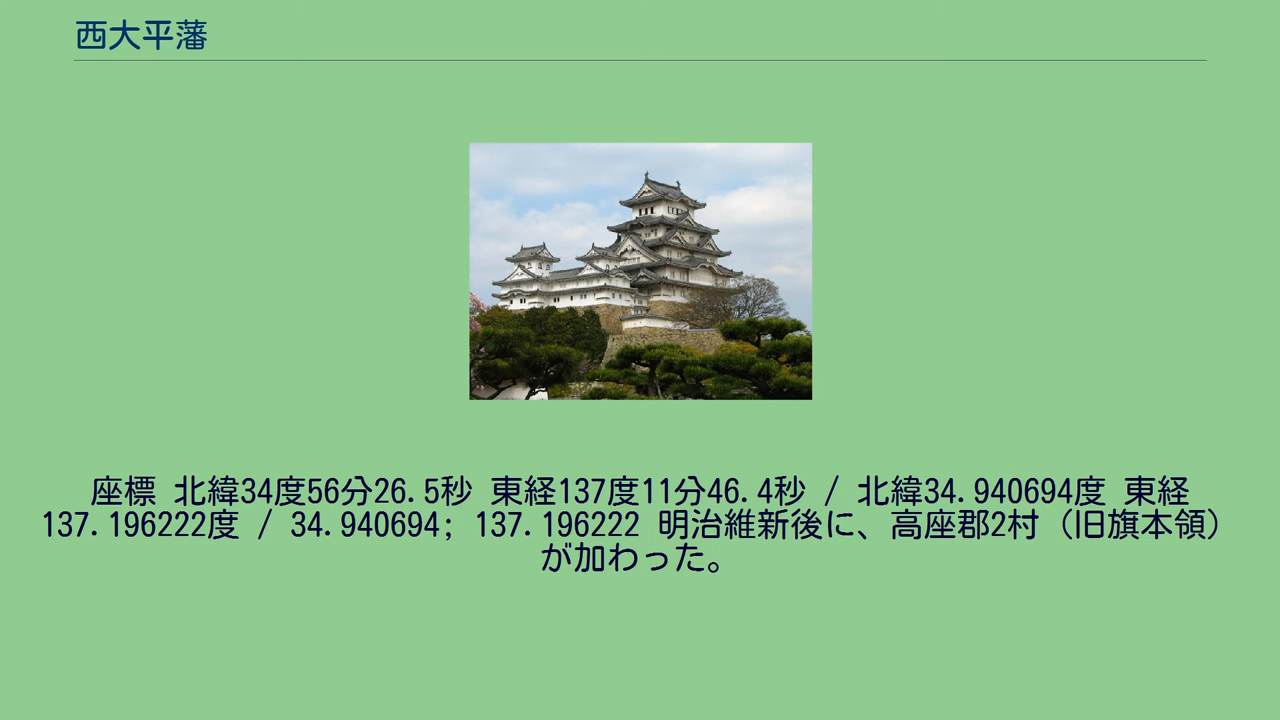 西大平藩
座標 北緯34度56分26.5秒 東経137度11分46.4秒 / 北緯34.940694度 東経
137.196222度 / 34.940694; 137.196222 明治維新後に、高座郡2村（旧旗本領）
が加わった。